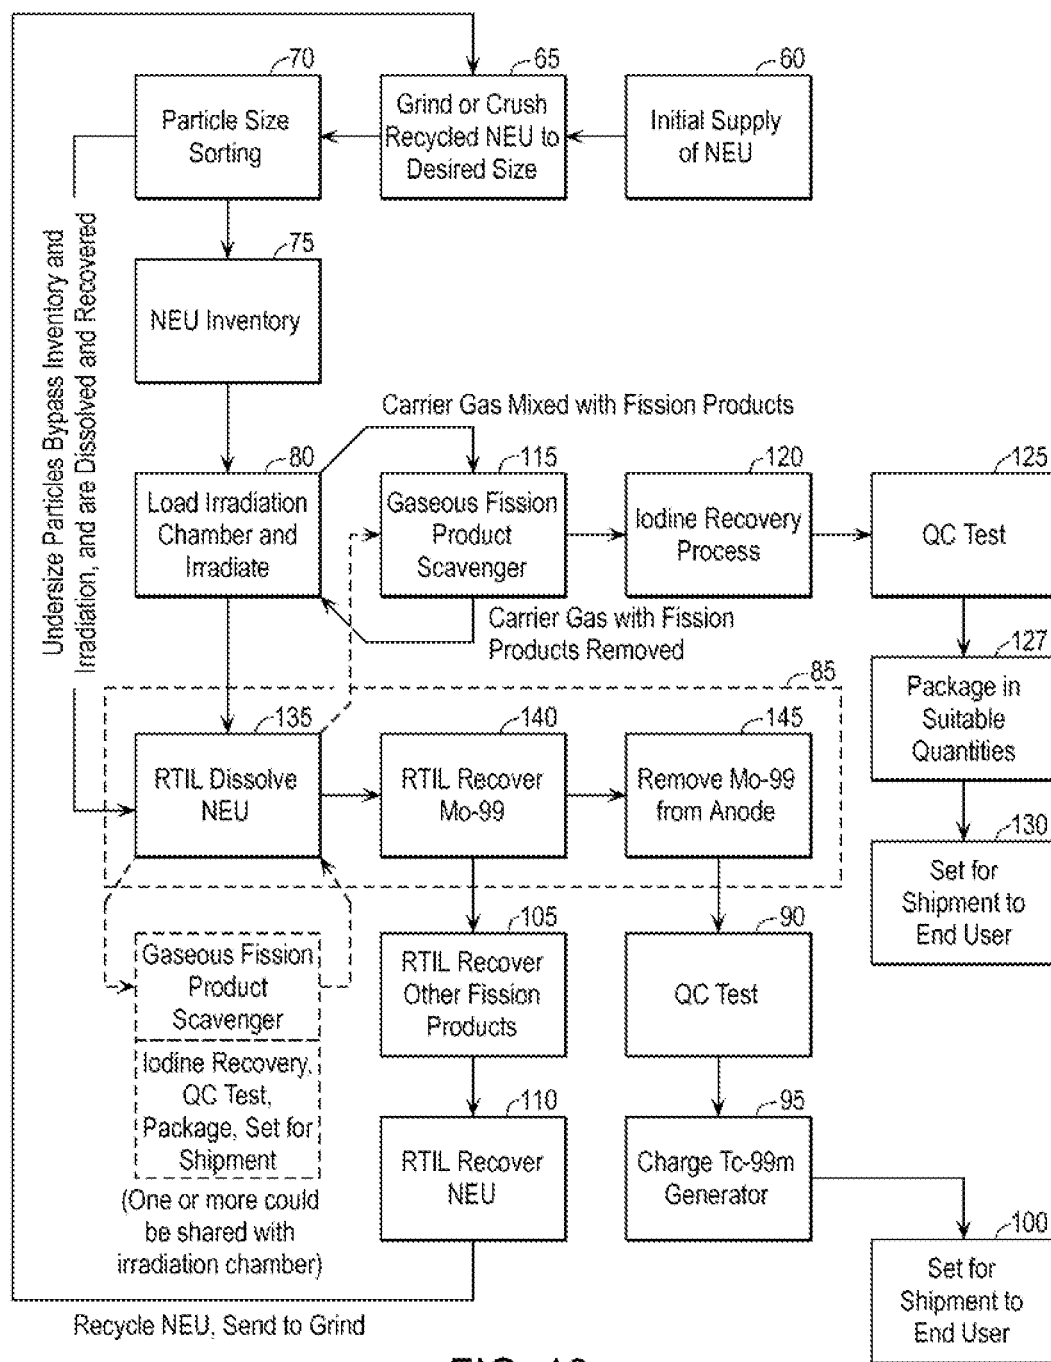 70
65
60
Particle Size
Sorting
Grind or Crush
Recycled NEU to
Desired Size
Initial Supply
of NEU
Undersize Particles Bypass Inventory and
Irradiation, and are Dissolved and Recovered
75
NEU Inventory
Carrier Gas Mixed with Fission Products
80
115
120
125
Load Irradiation
Chamber and
Irradiate
Gaseous Fission
Product
Scavenger
Iodine Recovery
Process
QC Test
Carrier Gas with Fission
Products Removed
127
Package in
Suitable
Quantities
85
135
140
145
RTIL Dissolve
NEU
RTIL Recover
Mo-99
Remove Mo-99
from Anode
130
Set for
Shipment to
End User
105
90
Gaseous Fission
Product
Scavenger
RTIL Recover
Other Fission
Products
QC Test
Iodine Recovery,
QC Test,
Package, Set for
Shipment
(One or more could
be shared with
irradiation chamber)
110
95
RTIL Recover
NEU
Charge Tc-99m
Generator
100
Set for
Shipment to
End User
Recycle NEU, Send to Grind